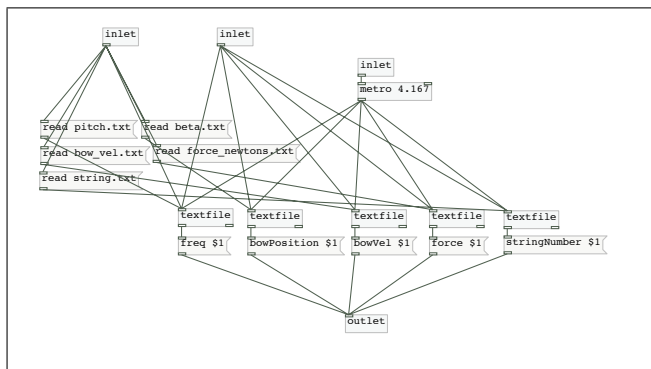 inlet inlet
inlet
metro 4.167
read pitch.txt read beta.txt
read bow_vel.txt read force_newtons.txt
read string.txt
textfile textfile textfile textfile textfile
freq $1 bowPosition $1 bowVel $1 force $1 stringNumber $1
outlet